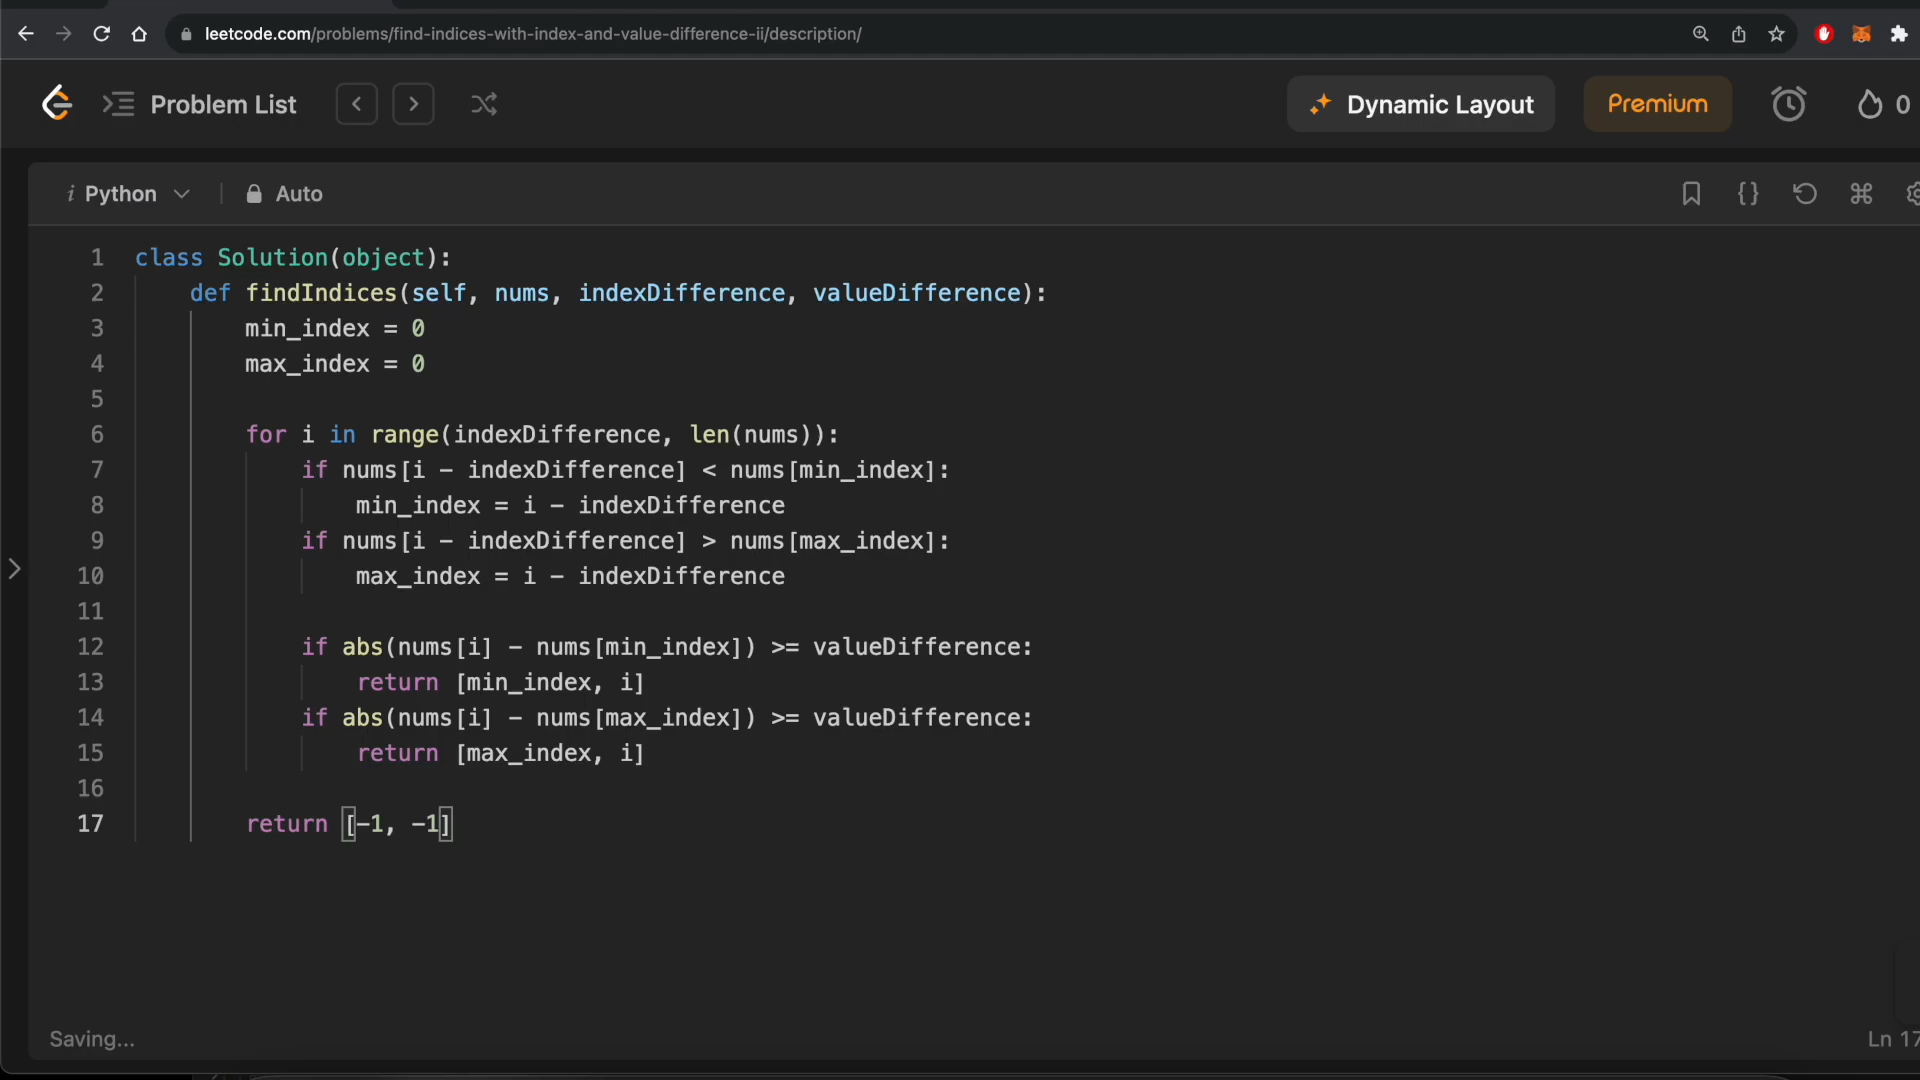 leetcode.com/problems/find-indices-with-index-and-value-difference-ii/description/
Problem List
Dynamic Layout
Premium
0
i Python
Auto
{}
1 class Solution(object):
2 def findIndices(self, nums, indexDifference, valueDifference):
3 min_index = 0
4 max_index = 0
5
6 for i in range(indexDifference, len(nums)):
7 if nums[i - indexDifference] < nums[min_index]:
8 min_index = i - indexDifference
9 if nums[i - indexDifference] > nums[max_index]:
10 max_index = i - indexDifference
11
12 if abs(nums[i] - nums[min_index]) >= valueDifference:
13 return [min_index, i]
14 if abs(nums[i] - nums[max_index]) >= valueDifference:
15 return [max_index, i]
16
17 return [-1, -1]
Saving...
Ln 17